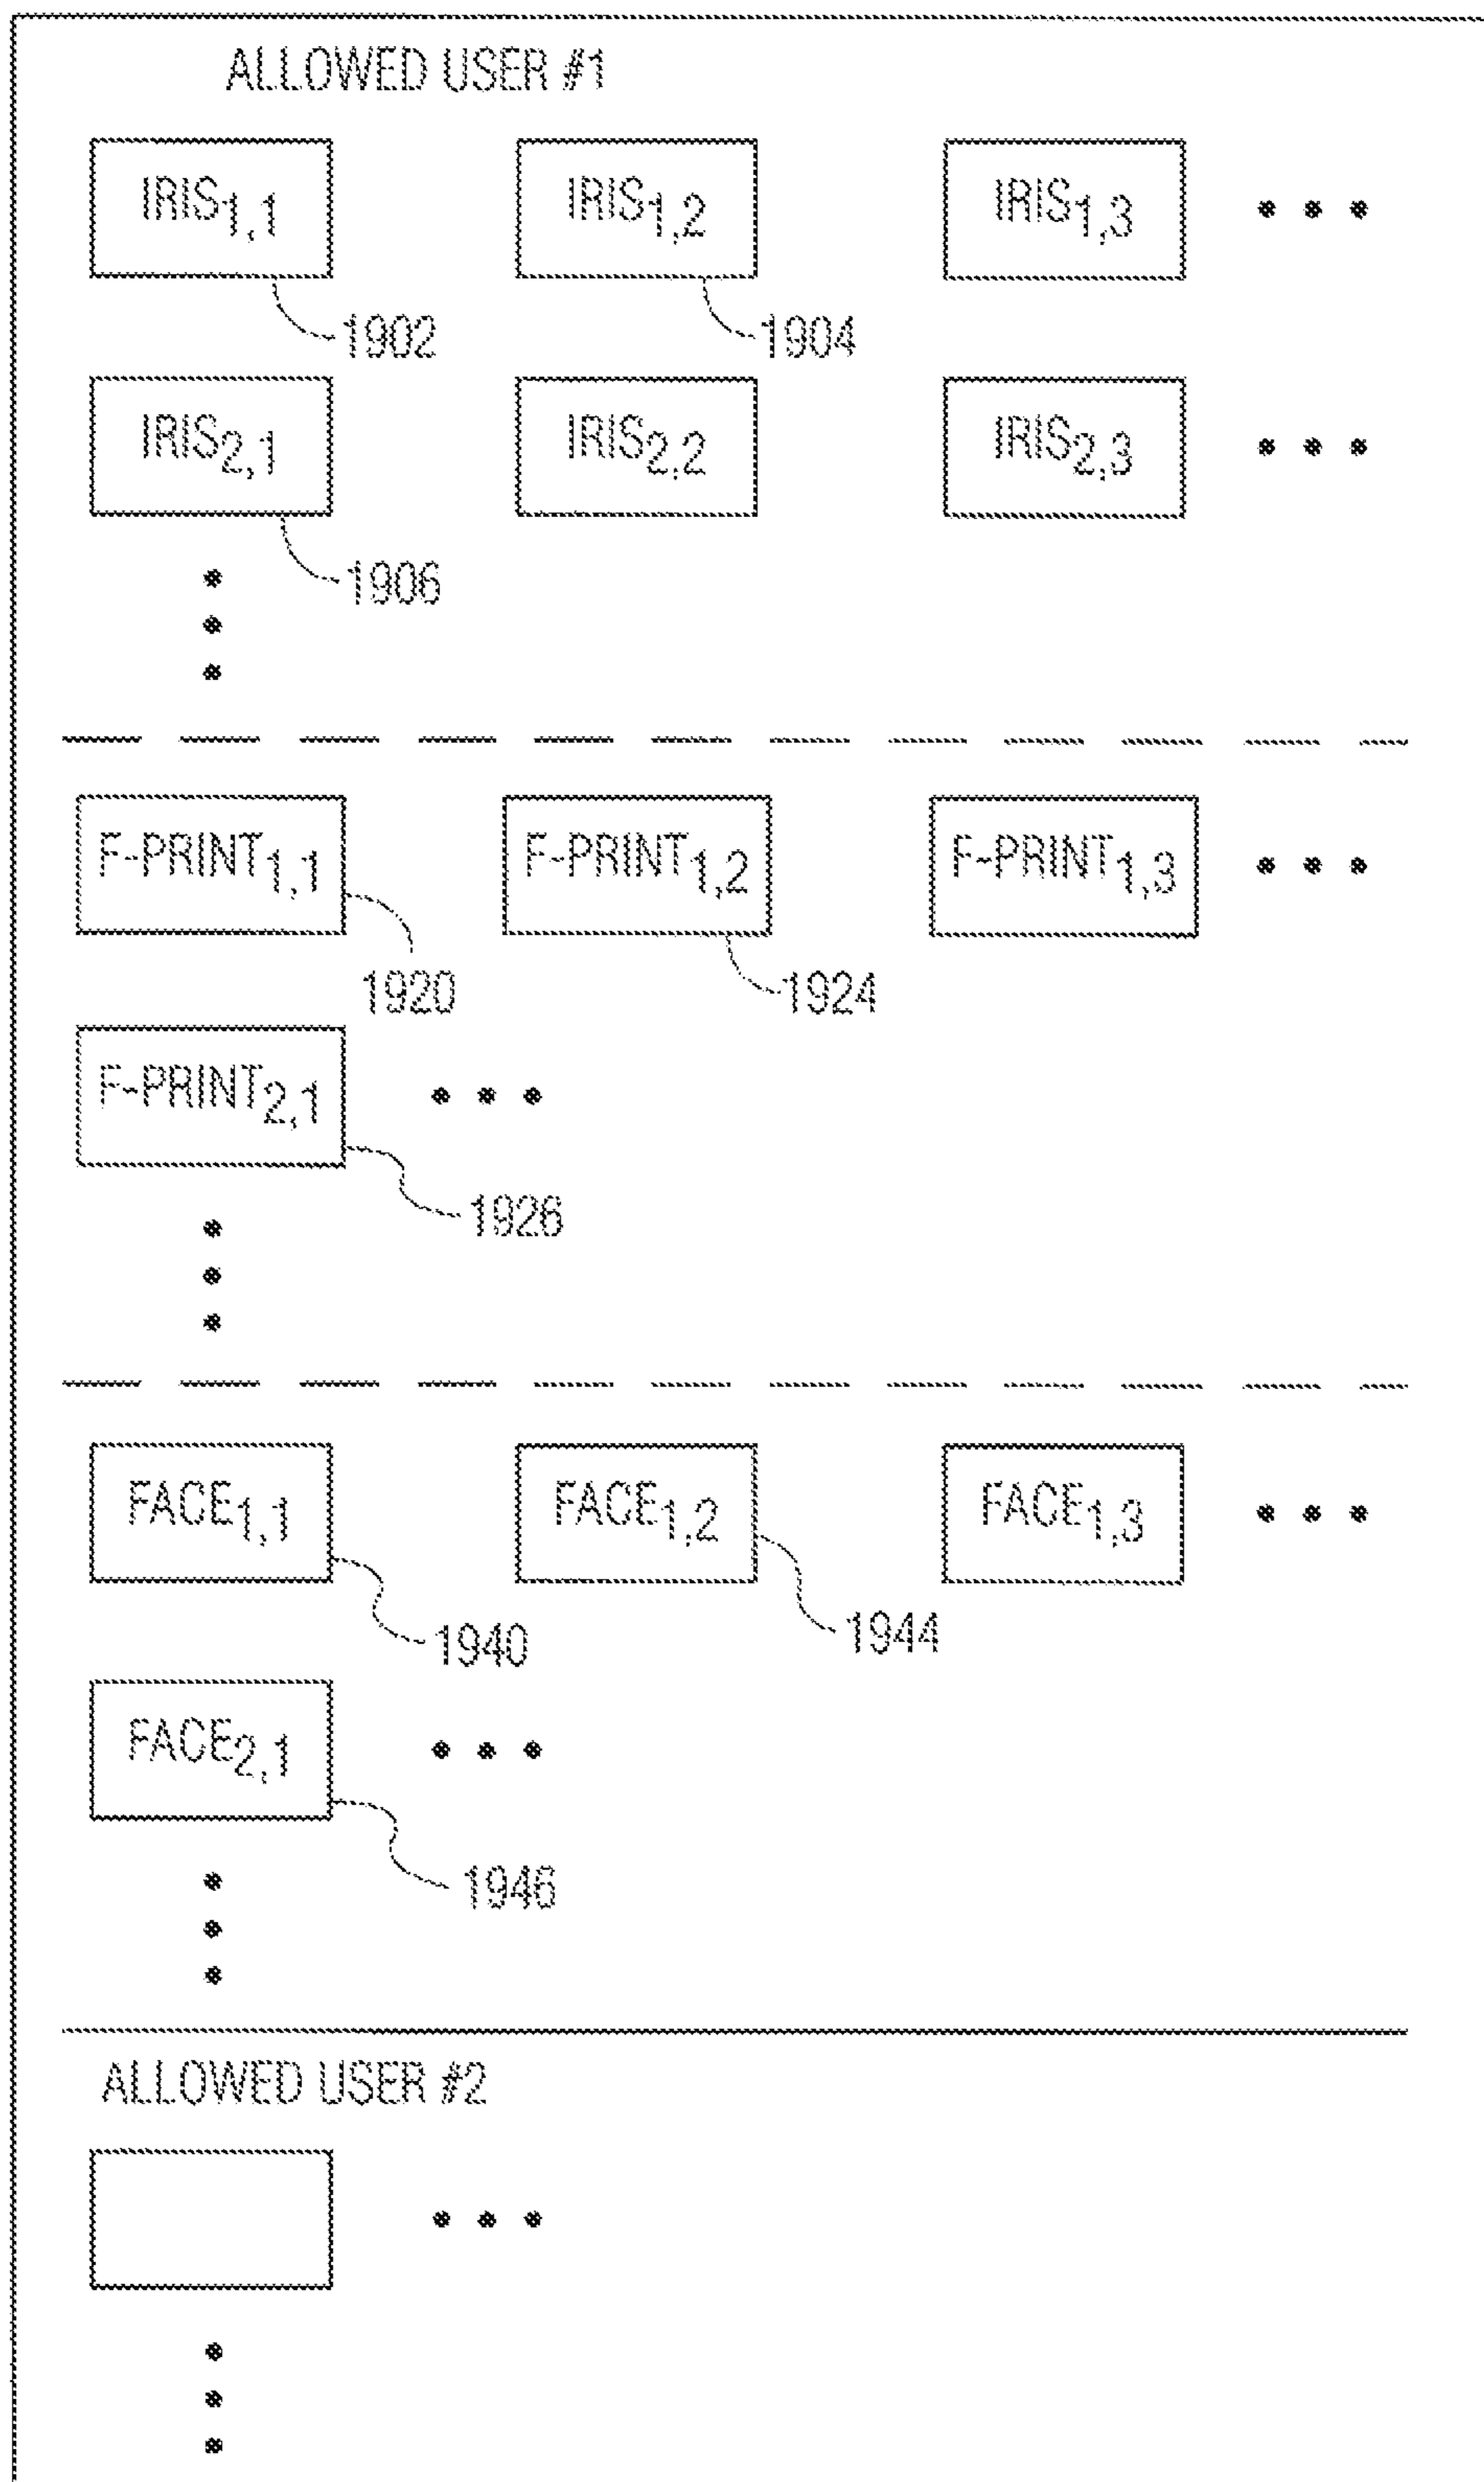 ALLOWED USER #1
IRIS1,1 IRIS1,2 IRIS1,3
1902 1904
IRIS2,1 IRIS2,2 IRIS2,3
1906
F-PRINT1,1 F-PRINT1,2 F-PRINT1,3
1920 1924
F-PRINT2,1
1926
FACE1,1 FACE1,2 FACE1,3
1940 1944
FACE2,1
1946
ALLOWED USER #2